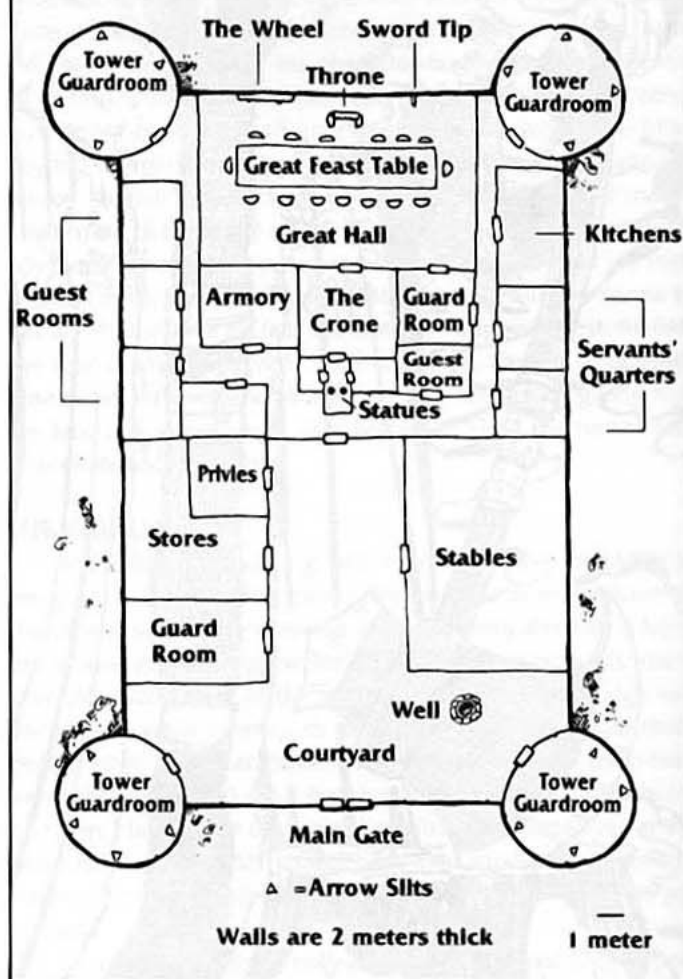 The Wheel
Sword Tip
Throne
Tower
Guardroom
Tower
Guardroom
Great Feast Table
Great Hall
Kitchens
Guest
Rooms
Armory
The
Crone
Guard
Room
Guest
Room
Servants'
Quarters
Statues
Privies
Stores
Stables
Guard
Room
Well
Courtyard
Tower
Guardroom
Tower
Guardroom
Main Gate
=Arrow Slits
Walls are 2 meters thick
1 meter